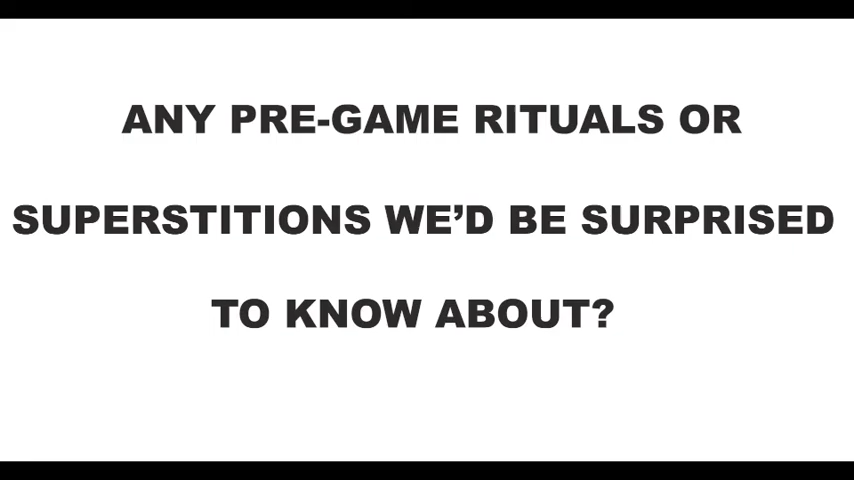 ANY PRE-GAME RITUALS OR
SUPERSTITIONS WE’D BE SURPRISED
TO KNOW ABOUT?